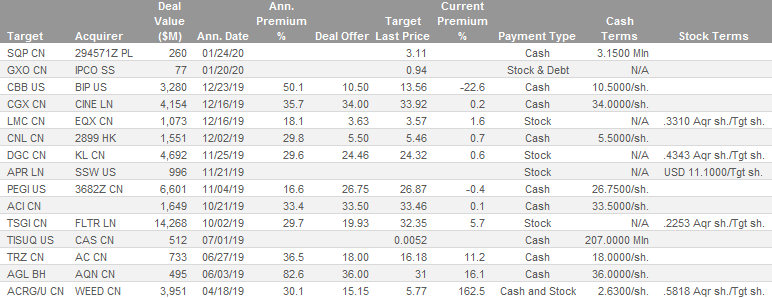 Target Acquirer Deal Value ($M) Ann. Date Ann. Premium % Deal Offer Target Last Price Current Premium % Payment Type Cash Terms Stock Terms
SQP CN 294571Z PL 260 01/24/20 3.11 Cash 3.1500 Mln
GXO CN IPCO SS 77 01/20/20 0.94 Stock & Debt N/A
CBB US BIP US 3,280 12/23/19 50.1 10.50 13.56 -22.6 Cash 10.5000/sh.
CGX CN CINE LN 4,154 12/16/19 35.7 34.00 33.92 0.2 Cash 34.0000/sh.
LMC CN EQX CN 1,073 12/16/19 18.1 3.63 3.57 1.6 Stock N/A .3310 Aqr sh./Tgt sh.
CNL CN 2899 HK 1,551 12/02/19 29.8 5.50 5.46 0.7 Cash 5.5000/sh.
DGC CN KL CN 4,692 11/25/19 29.6 24.46 24.32 0.6 Stock N/A .4343 Aqr sh./Tgt sh.
APR LN SSW US 996 11/21/19 Stock N/A USD 11.1000/Tgt sh.
PEGI US 3682Z CN 6,601 11/04/19 16.6 26.75 26.87 -0.4 Cash 26.7500/sh.
ACI CN 1,649 10/21/19 33.4 33.50 33.46 0.1 Cash 33.5000/sh.
TSGI CN FLTR LN 14,268 10/02/19 29.7 19.93 32.35 5.7 Stock N/A .2253 Aqr sh./Tgt sh.
TISUQ US CAS CN 512 07/01/19 0.0052 Cash 207.0000 Mln
TRZ CN AC CN 733 06/27/19 36.5 18.00 16.18 11.2 Cash 18.0000/sh.
AGL BH AQN CN 495 06/03/19 82.6 36.00 31 16.1 Cash 36.0000/sh.
ACRG/U CN WEED CN 3,951 04/18/19 30.1 15.15 5.77 162.5 Cash and Stock 2.6300/sh. .5818 Aqr sh./Tgt sh.